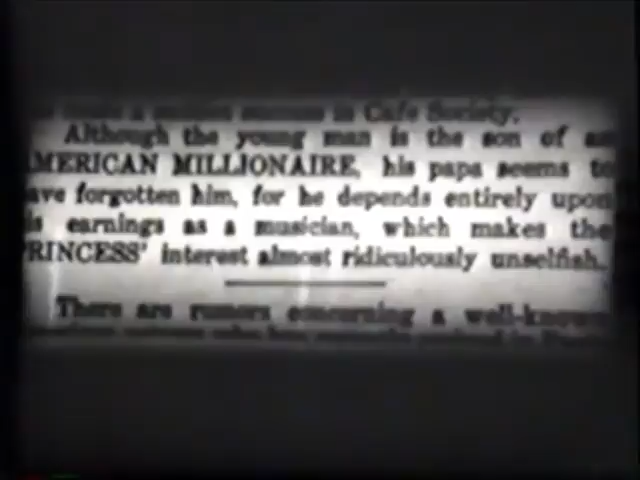 in Cafe Society.
Although the young man is the son of an
MERICAN MILLIONAIRE, his papa seems to
ave forgotten him, for he depends entirely upon
is earnings as a musician, which makes the
RINCESS' interest almost ridiculously unselfish.
There are rumors concerning a well-known